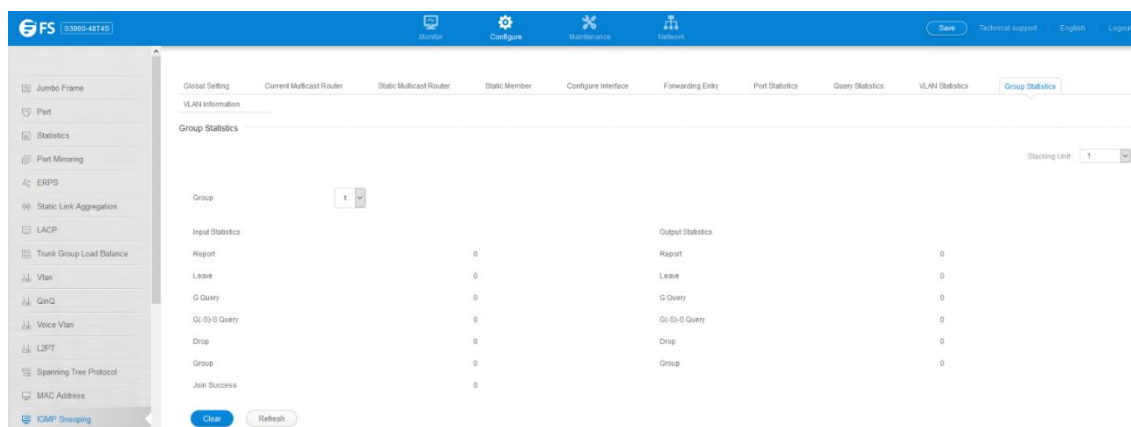 FS S3900-48T4S
Monitor
Configure
Maintenance
Network
Save
Technical support
English
Logout
Jumbo Frame
Port
Statistics
Port Mirroring
ERPS
Static Link Aggregation
LACP
Trunk Group Load Balance
Vlan
QinQ
Voice Vlan
L2PT
Spanning Tree Protocol
MAC Address
IGMP Snooping
Global Setting Current Multicast Router Static Multicast Router Static Member Configure Interface Forwarding Entry Port Statistics Query Statistics VLAN Statistics Group Statistics
VLAN Information
Group Statistics
Stacking Unit : 1
Group 1
Input Statistics Output Statistics
Report 0 Report 0
Leave 0 Leave 0
G Query 0 G Query 0
G(-S)-S Query 0 G(-S)-S Query 0
Drop 0 Drop 0
Group 0 Group 0
Join Success 0
Clear Refresh